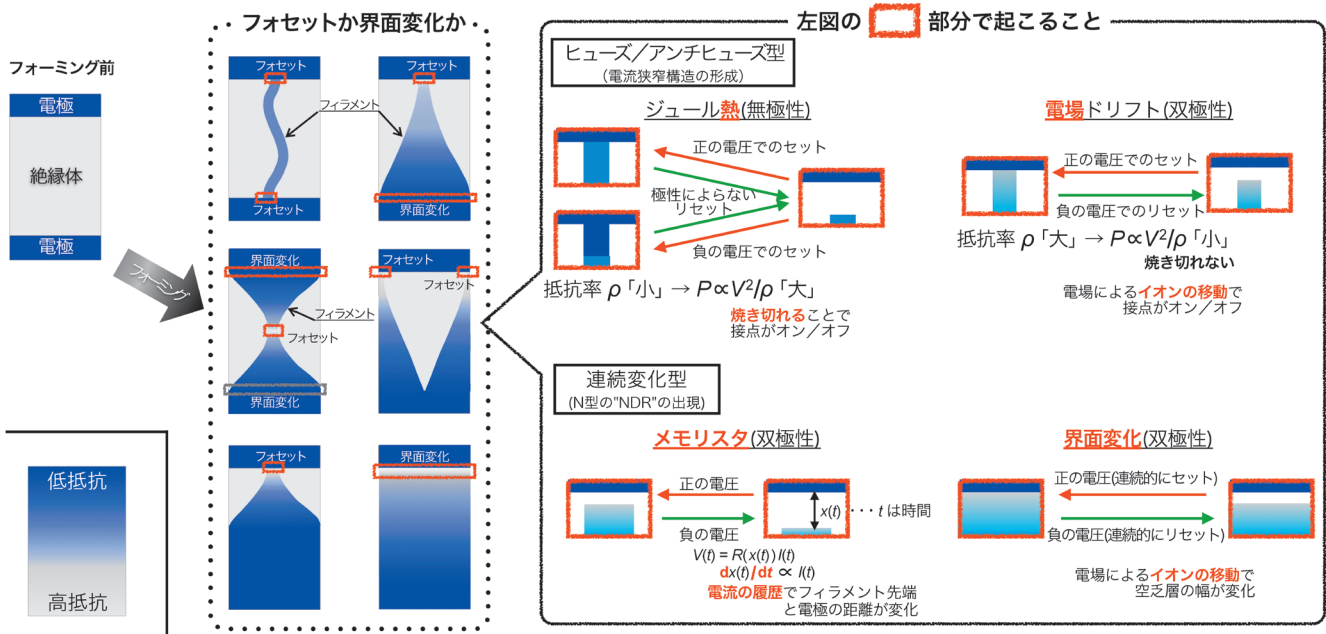 フォーミング前
電極
絶縁体
電極
フォーミング
低抵抗
高抵抗
フォセットか界面変化か
フォセット
フィラメント
フォセット
フォセット
界面変化
界面変化
フィラメント
フォセット
界面変化
フォセット
フォセット
フォセット
界面変化
左図の 部分で起こること
ヒューズ/アンチヒューズ型
(電流狭窄構造の形成)
ジュール熱(無極性)
正の電圧でのセット
極性によらない
リセット
負の電圧でのセット
抵抗率 ρ「小」→ P∝V²/ρ「大」
焼き切れることで
接点がオン/オフ
電場ドリフト(双極性)
正の電圧でのセット
負の電圧でのリセット
抵抗率 ρ「大」→ P∝V²/ρ「小」
焼き切れない
電場によるイオンの移動で
接点がオン/オフ
連続変化型
(N型の"NDR"の出現)
メモリスタ(双極性)
正の電圧
負の電圧
x(t)・・・t は時間
V(t) = R(x(t))I(t)
dx(t)/dt ∝ I(t)
電流の履歴でフィラメント先端
と電極の距離が変化
界面変化(双極性)
正の電圧(連続的にセット)
負の電圧(連続的にリセット)
電場によるイオンの移動で
空乏層の幅が変化